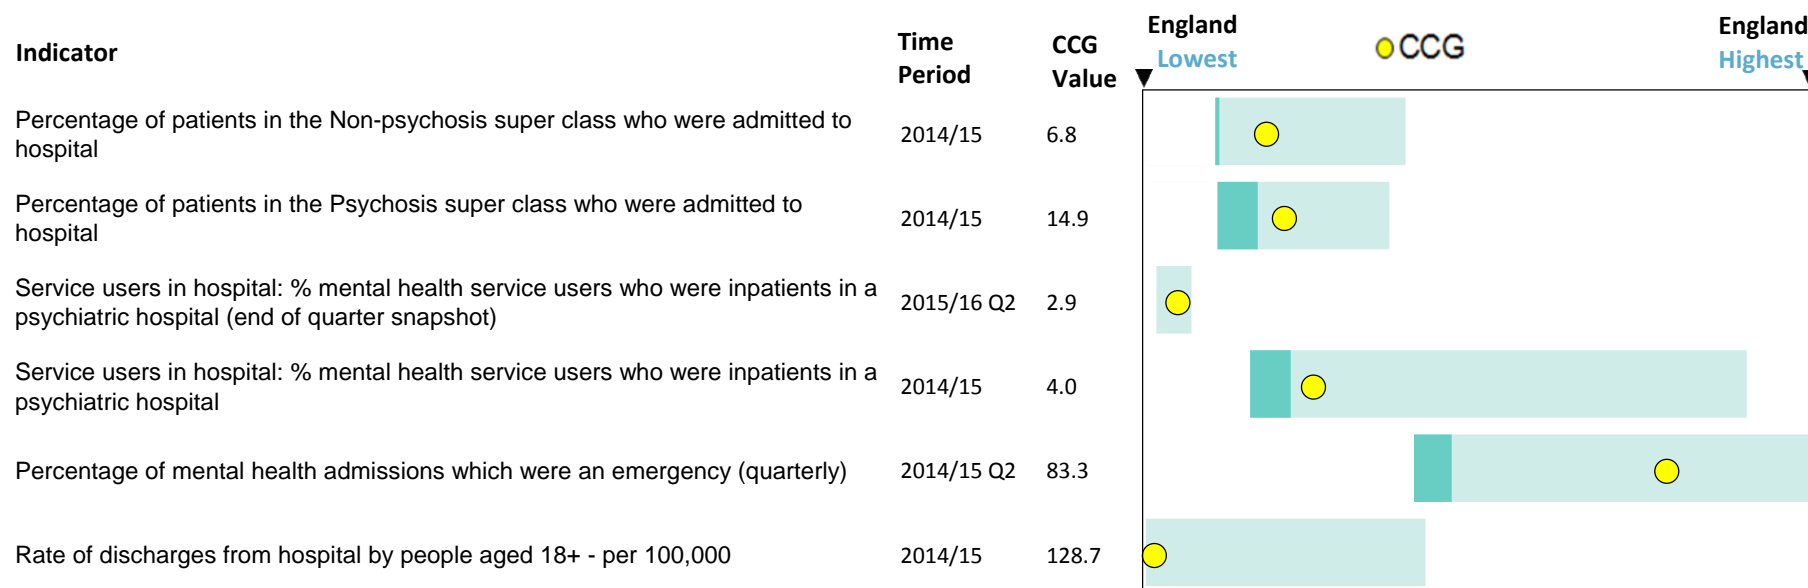 Indicator
Time Period
CCG Value
England Lowest
CCG
England Highest
Percentage of patients in the Non-psychosis super class who were admitted to
hospital
2014/15
6.8
Percentage of patients in the Psychosis super class who were admitted to
hospital
2014/15
14.9
Service users in hospital: % mental health service users who were inpatients in a
psychiatric hospital (end of quarter snapshot)
2015/16 Q2
2.9
Service users in hospital: % mental health service users who were inpatients in a
psychiatric hospital
2014/15
4.0
Percentage of mental health admissions which were an emergency (quarterly)
2014/15 Q2
83.3
Rate of discharges from hospital by people aged 18+ - per 100,000
2014/15
128.7